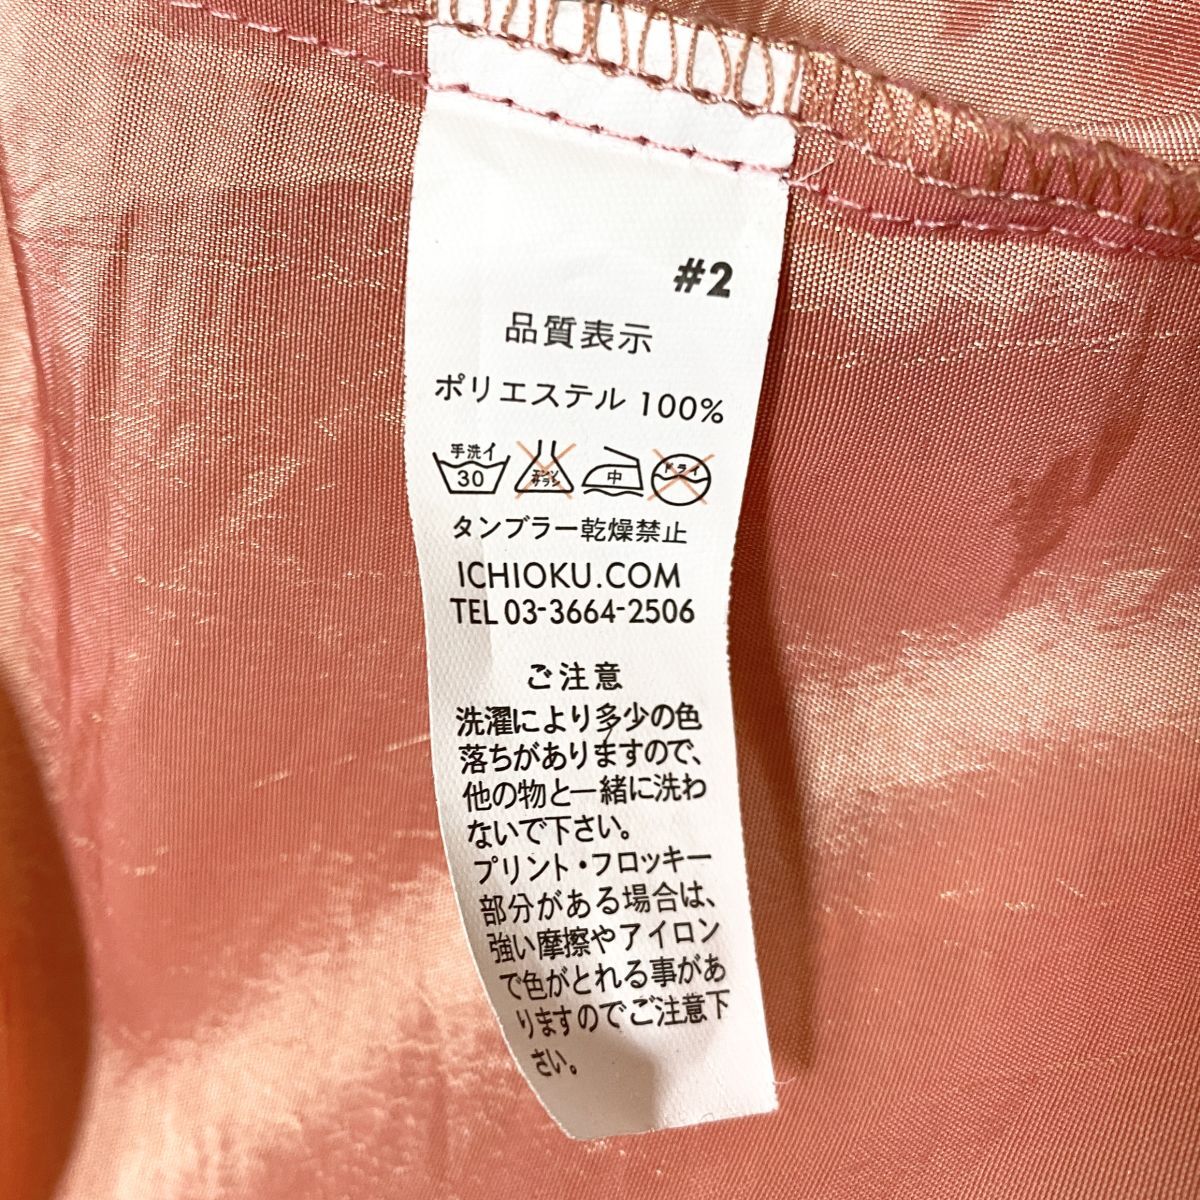 #2
品質表示
ポリエステル 100%
手洗イ 30 エンソサラシ 中 ドライ
タンブラー乾燥禁止
ICHIOKU.COM
TEL 03-3664-2506
ご注意
洗濯により多少の色
落ちがありますので、
他の物と一緒に洗わ
ないで下さい。
プリント・フロッキー
部分がある場合は、
強い摩擦やアイロン
で色がとれる事があ
りますのでご注意下
さい。